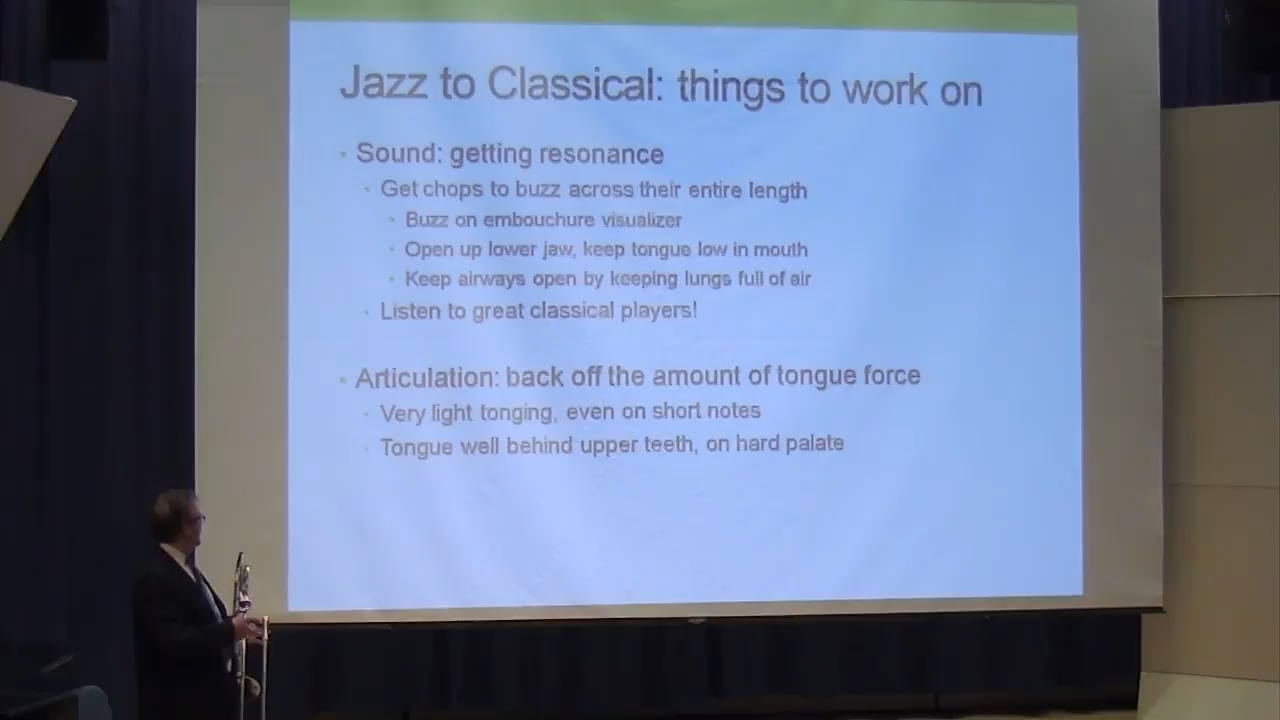 Jazz to Classical: things to work on
Sound: getting resonance
Get chops to buzz across their entire length
Buzz on embouchure visualizer
Open up lower jaw, keep tongue low in mouth
Keep airways open by keeping lungs full of air
Listen to great classical players!
Articulation: back off the amount of tongue force
Very light tonging, even on short notes
Tongue well behind upper teeth, on hard palate